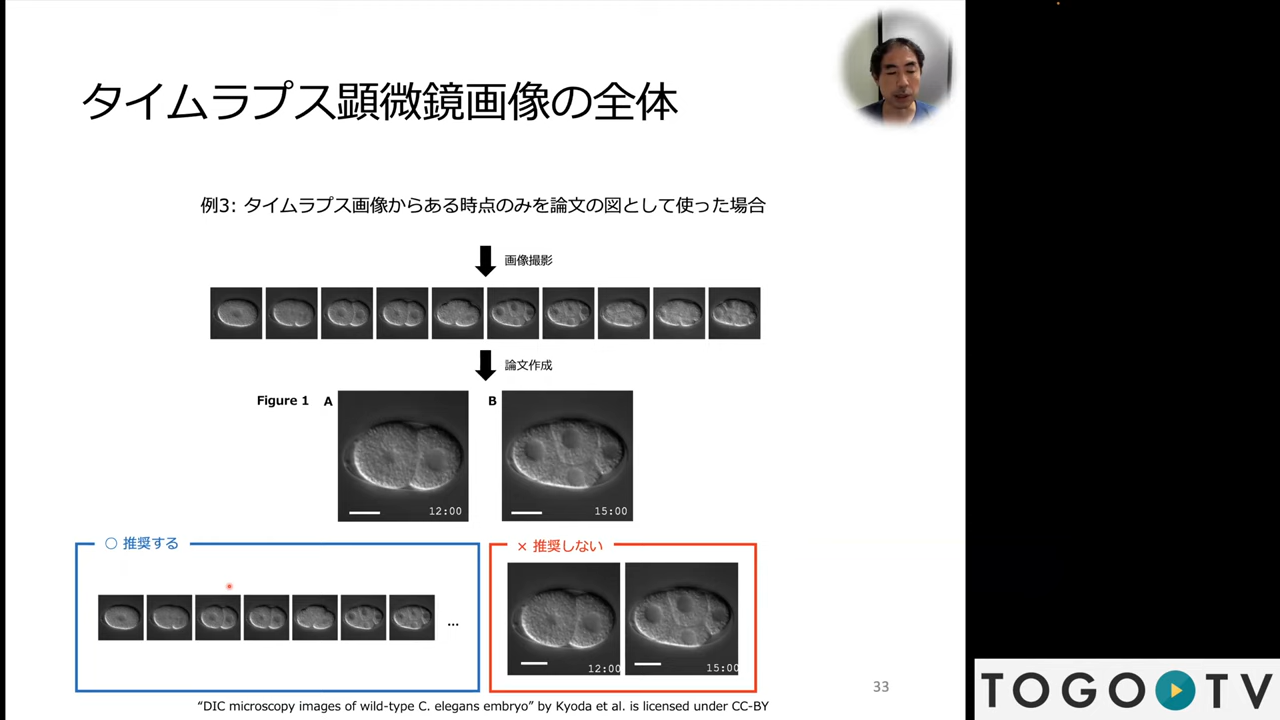 タイムラプス顕微鏡画像の全体
例3: タイムラプス画像からある時点のみを論文の図として使った場合
画像撮影
論文作成
Figure 1 A
B
12:00
15:00
○ 推奨する
× 推奨しない
...
12:00
15:00
33
“DIC microscopy images of wild-type C. elegans embryo” by Kyoda et al. is licensed under CC-BY
TOGO TV